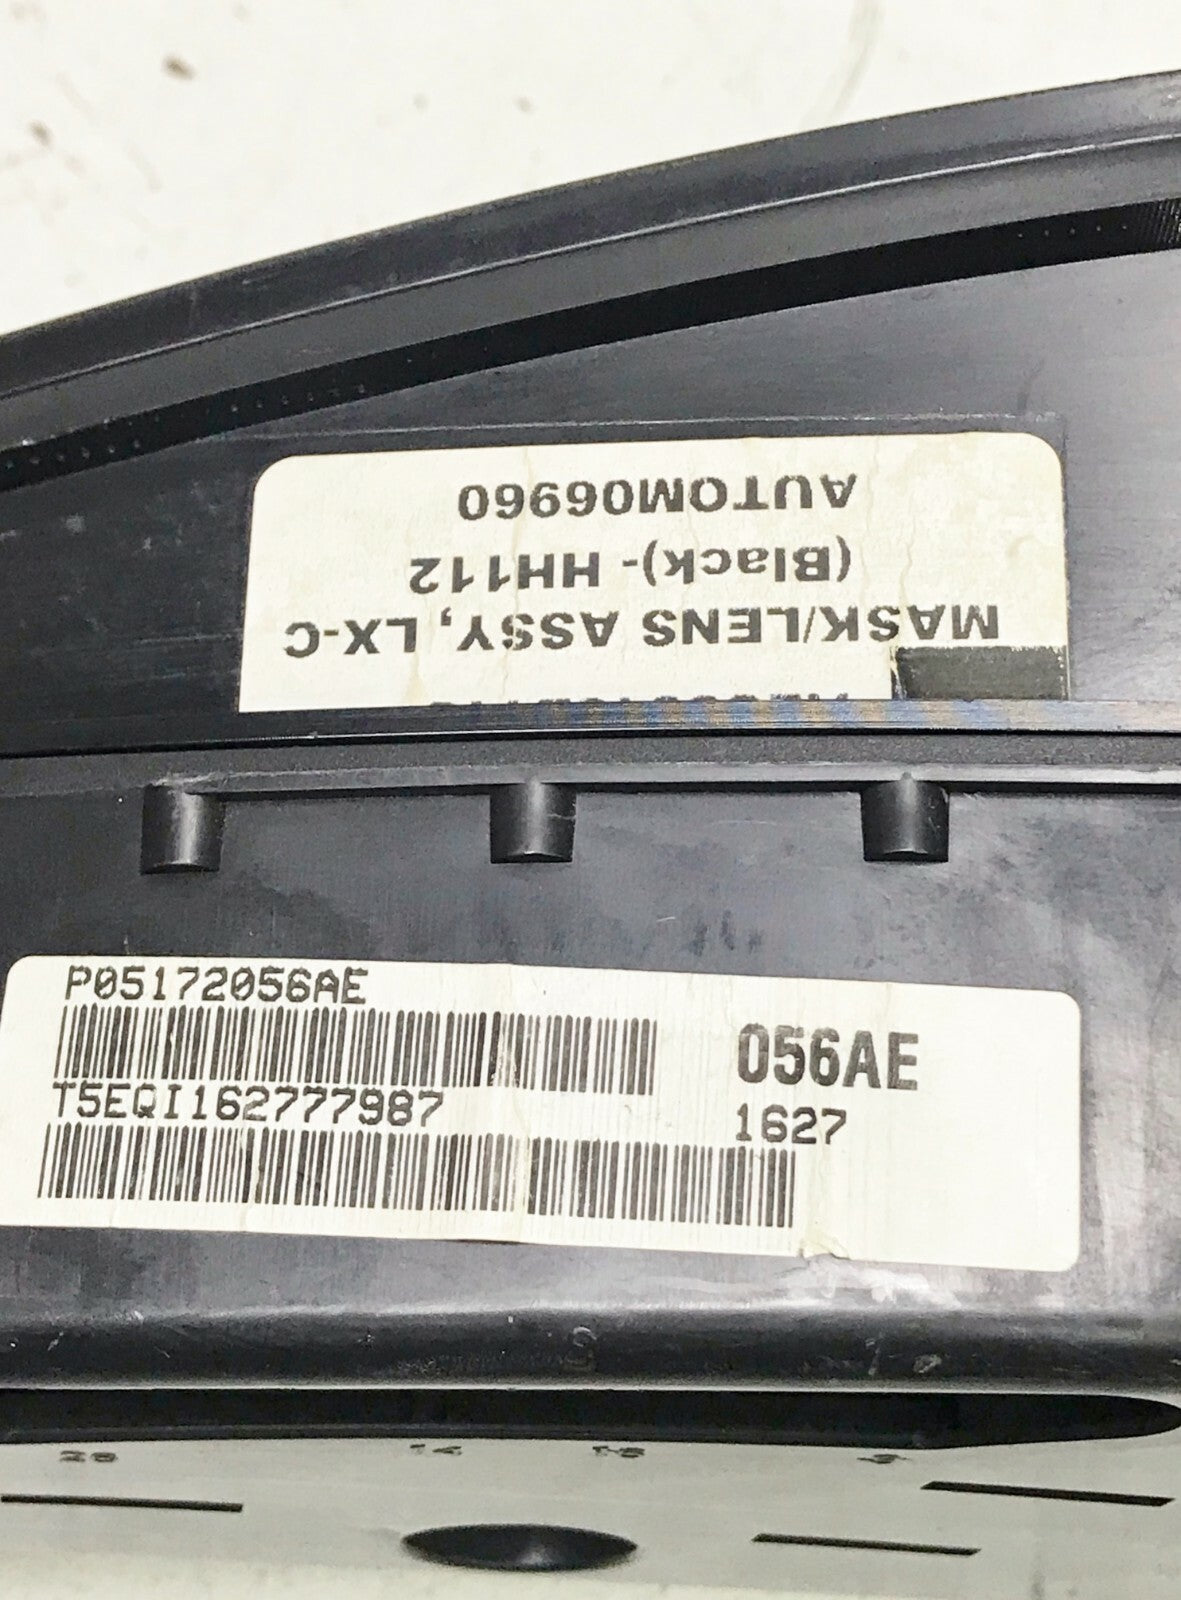 MASK/LENS ASSY, LX-C
(Black)- HH112
AUTOM06960
P05172056AE
056AE
T5EQI162777987
1627